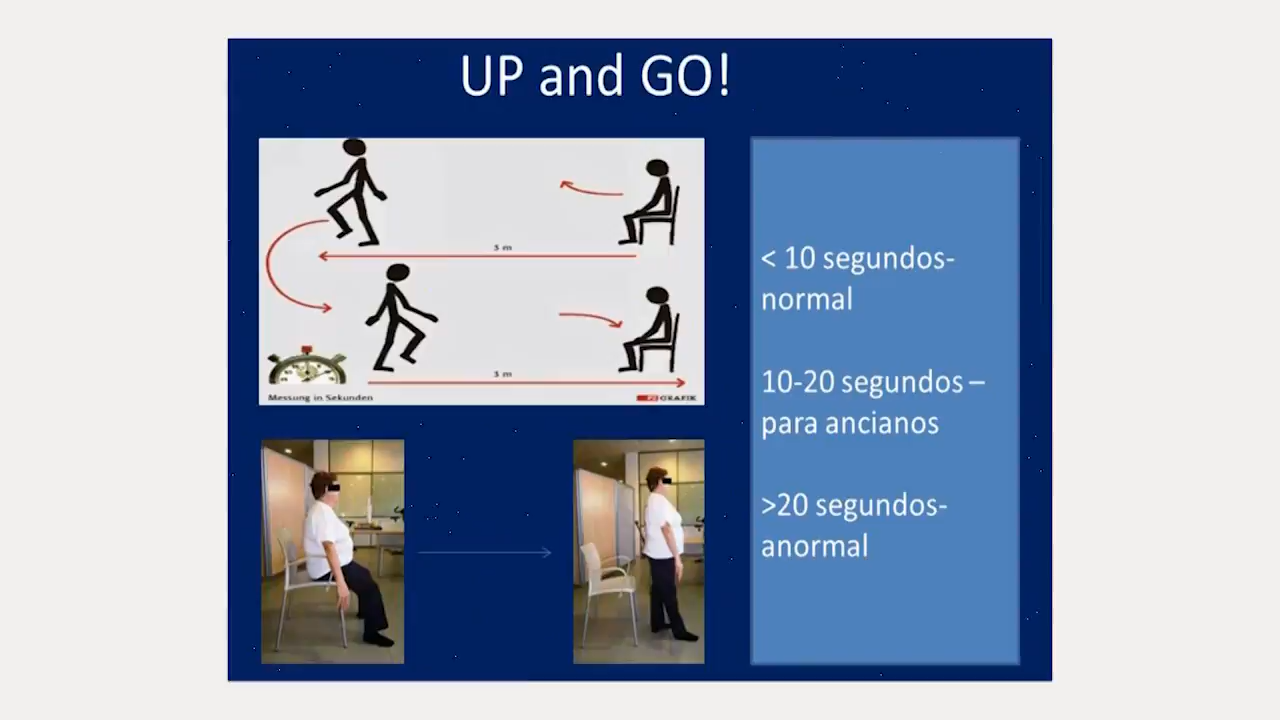 UP and GO!
3 m
3 m
Messung in Sekunden
PZ GRAFIK
< 10 segundos-
normal
10-20 segundos –
para ancianos
>20 segundos-
anormal